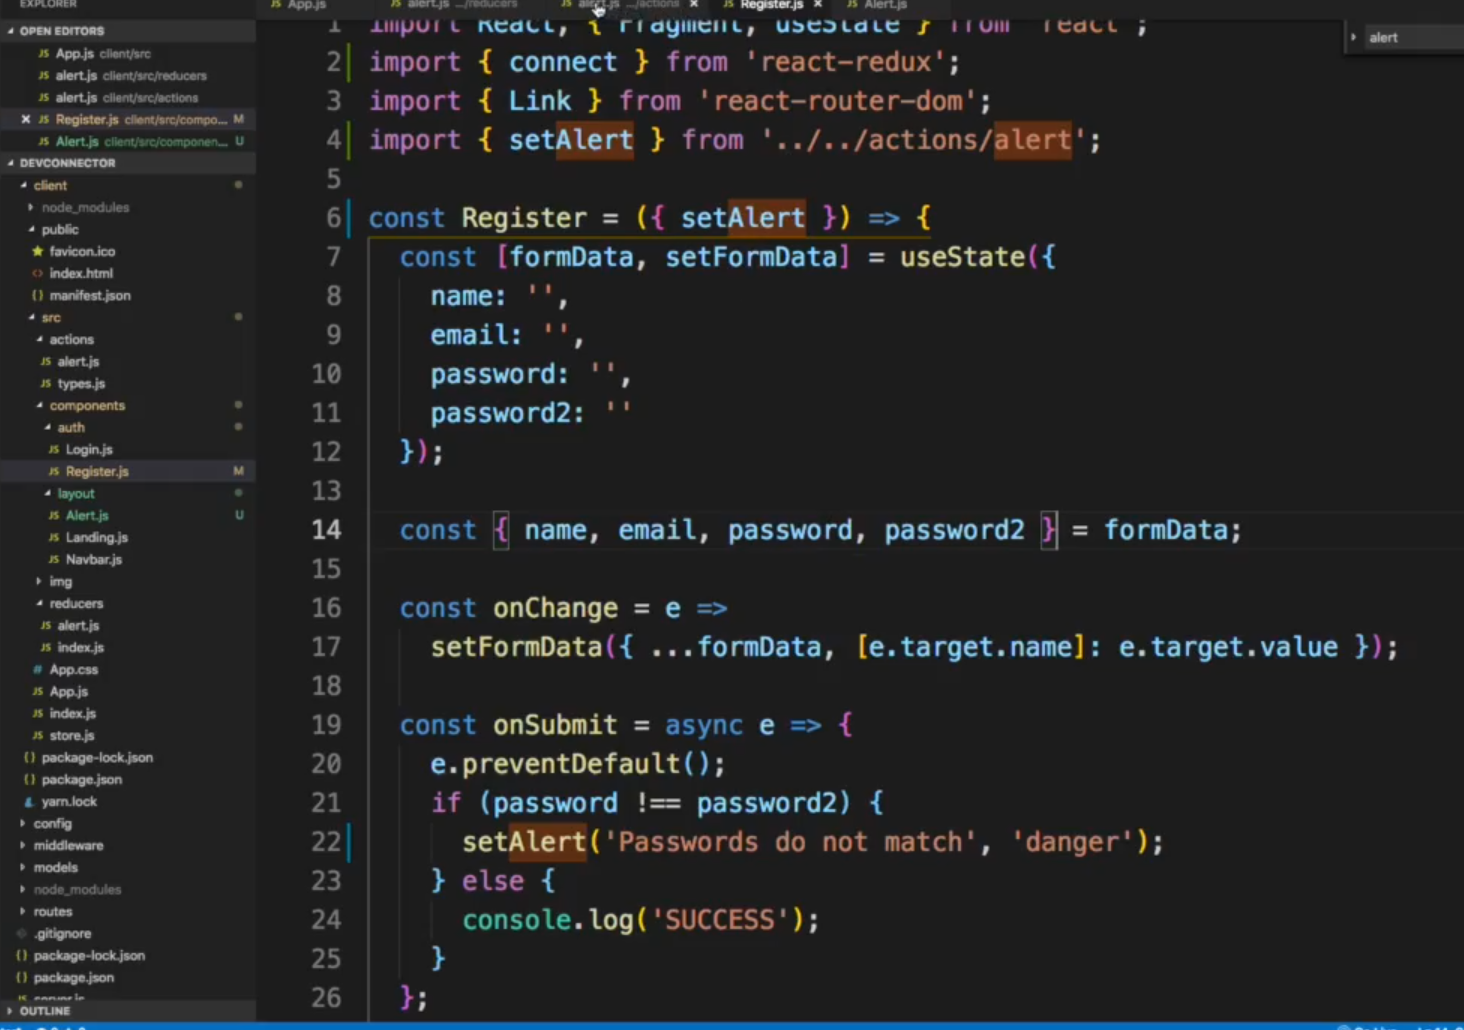 EXPLORER
App.js
alert.js .../reducers
alert.js .../actions
Register.js
Alert.js
OPEN EDITORS
App.js client/src
alert.js client/src/reducers
alert.js client/src/actions
Register.js client/src/compo... M
Alert.js client/src/componen... U
DEVCONNECTOR
client
node_modules
public
favicon.ico
index.html
manifest.json
src
actions
alert.js
types.js
components
auth
Login.js
Register.js M
layout
Alert.js U
Landing.js
Navbar.js
img
reducers
alert.js
index.js
App.css
App.js
index.js
store.js
package-lock.json
package.json
yarn.lock
config
middleware
models
node_modules
routes
.gitignore
package-lock.json
package.json
server.js
OUTLINE
alert
1 import React, { Fragment, useState } from 'react';
2 import { connect } from 'react-redux';
3 import { Link } from 'react-router-dom';
4 import { setAlert } from '../../actions/alert';
5
6 const Register = ({ setAlert }) => {
7 const [formData, setFormData] = useState({
8 name: '',
9 email: '',
10 password: '',
11 password2: ''
12 });
13
14 const { name, email, password, password2 } = formData;
15
16 const onChange = e =>
17 setFormData({ ...formData, [e.target.name]: e.target.value });
18
19 const onSubmit = async e => {
20 e.preventDefault();
21 if (password !== password2) {
22 setAlert('Passwords do not match', 'danger');
23 } else {
24 console.log('SUCCESS');
25 }
26 };